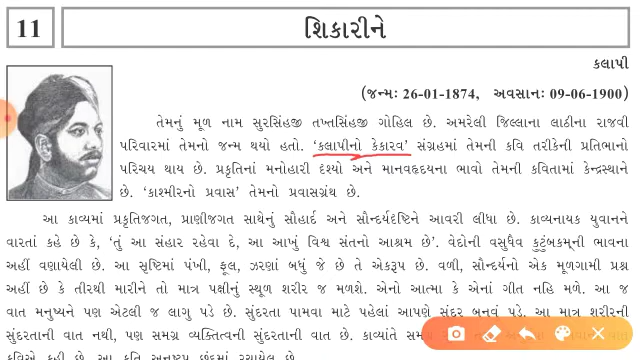 11
શિકારીને
કલાપી
(જન્મ: 26-01-1874, અવસાન: 09-06-1900)
તેમનું મૂળ નામ સુરસિંહજી તખ્તસિંહજી ગોહિલ છે. અમરેલી જિલ્લાના લાઠીના રાજવી
પરિવારમાં તેમનો જન્મ થયો હતો. ‘કલાપીનો કેકારવ’ સંગ્રહમાં તેમની કવિ તરીકેની પ્રતિભાનો
પરિચય થાય છે. પ્રકૃતિનાં મનોહારી દૃશ્યો અને માનવહૃદયના ભાવો તેમની કવિતામાં કેન્દ્રસ્થાને
છે. ‘કાશ્મીરનો પ્રવાસ’ તેમનો પ્રવાસગ્રંથ છે.
આ કાવ્યમાં પ્રકૃતિજગત, પ્રાણીજગત સાથેનું સૌહાર્દ અને સૌન્દર્યદૃષ્ટિને આવરી લીધા છે. કાવ્યનાયક યુવાનને
વારતાં કહે છે કે, ‘તું આ સંહાર રહેવા દે, આ આખું વિશ્વ સંતનો આશ્રમ છે’. વેદોની વસુધૈવ કુટુંબકમ્‌ની ભાવના
અહીં વણાયેલી છે. આ સૃષ્ટિમાં પંખી, ફૂલ, ઝરણાં બધું જે છે તે એકરૂપ છે. વળી, સૌન્દર્યનો એક મૂળગામી પ્રશ્ન
અહીં છે કે તીરથી મારીને તો માત્ર પક્ષીનું સ્થૂળ શરીર જ મળશે. એનો આત્મા કે એનાં ગીત નહિ મળે. આ જ
વાત મનુષ્યને પણ એટલી જ લાગુ પડે છે. સુંદરતા પામવા માટે પહેલાં આપણે સુંદર બનવું પડે. આ માત્ર શરીરની
સુંદરતાની વાત નથી, પણ સમગ્ર વ્યક્તિત્વની સુંદરતાની વાત છે. કાવ્યાંતે
કવિએ કહી છે. આ કૃતિ અનુષ્ટુપ છંદમાં રચાયેલ છે.